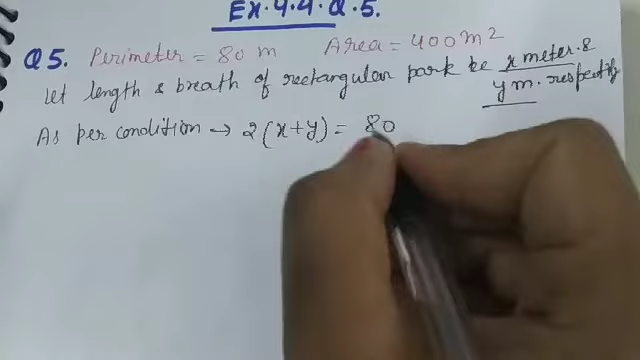 Ex.4.4.Q.5.
Q5. Perimeter = 80 m Area = 400 m²
Let length & breath of rectangular park be x meter. &
y m. respectify
As per condition → 2(x+y) = 80